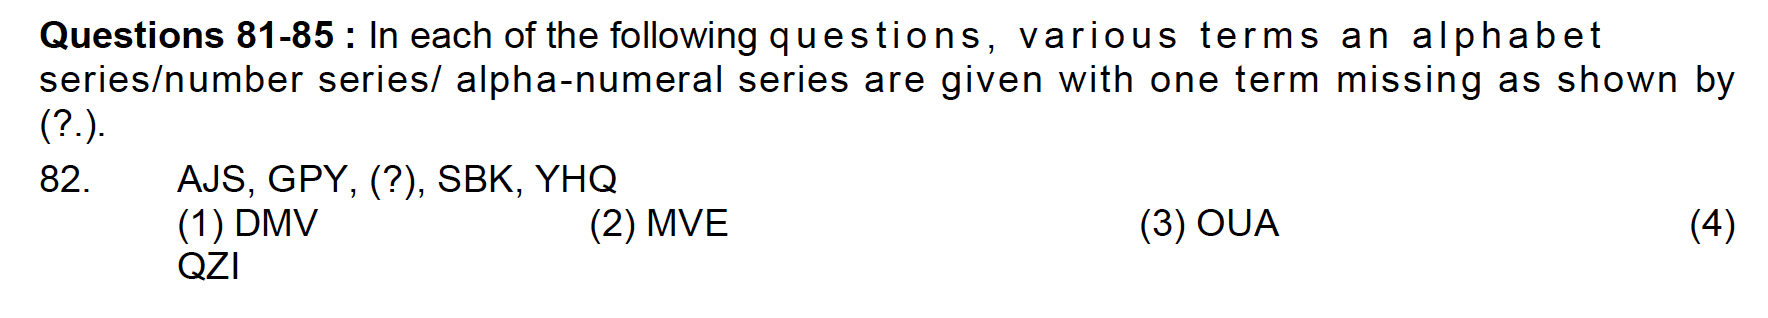 Questions 81-85 : In each of the following questions, various terms an alphabet
series/number series/ alpha-numeral series are given with one term missing as shown by
(?.).
82. AJS, GPY, (?), SBK, YHQ
(1) DMV (2) MVE (3) OUA (4)
QZI